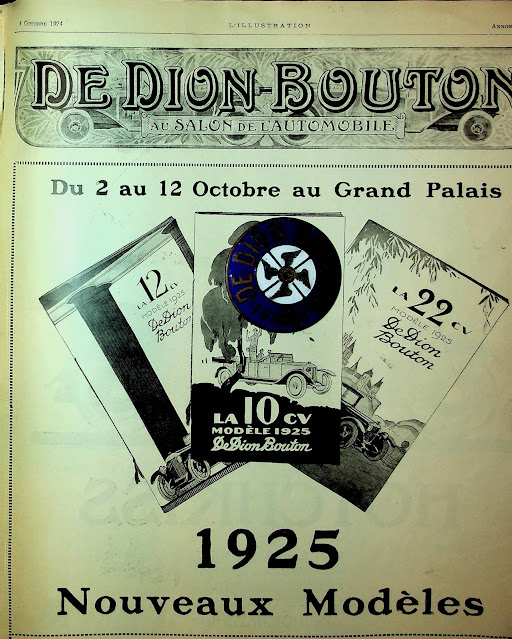 4 Octobre 1924
L'ILLUSTRATION
DE DION-BOUTON
AU SALON DE L'AUTOMOBILE
Du 2 au 12 Octobre au Grand Palais
LA 12 CV
MODÈLE 1925
De Dion
Bouton
DE DION
LA 10 CV
MODÈLE 1925
De Dion Bouton
LA 22 CV
MODÈLE 1925
De Dion
Bouton
1925
Nouveaux Modèles